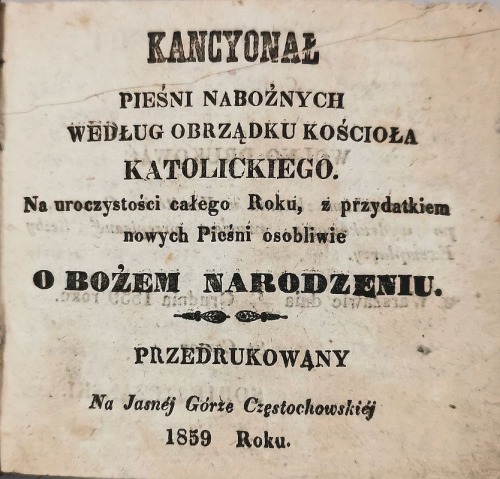 KANCYONAŁ
PIEŚNI NABOŻNYCH
WEDŁUG OBRZĄDKU KOŚCIOŁA
KATOLICKIEGO.
Na uroczystości całego Roku, z przydatkiem
nowych Pieśni osobliwie
O BOŻEM NARODZENIU.
PRZEDRUKOWĄNY
Na Jasnéj Górze Częstochowskiéj
1859 Roku.